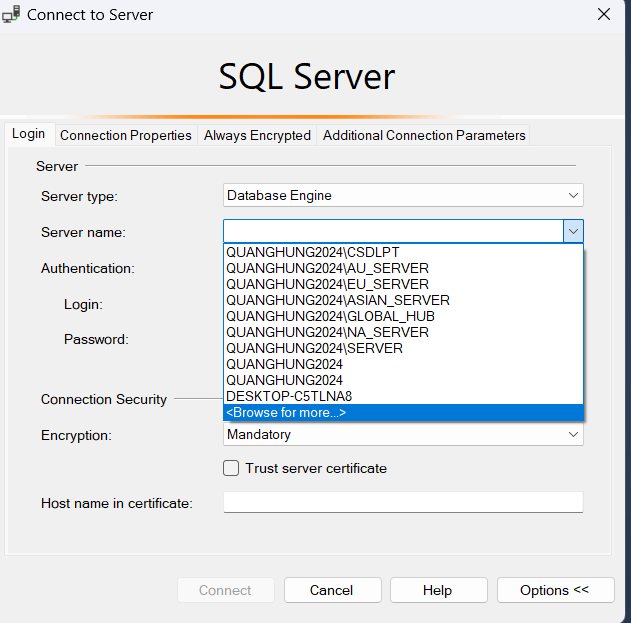 Connect to Server
SQL Server
Login Connection Properties Always Encrypted Additional Connection Parameters
Server
Server type: Database Engine
Server name:
QUANGHUNG2024\CSDLPT
Authentication: QUANGHUNG2024\AU_SERVER
QUANGHUNG2024\EU_SERVER
Login: QUANGHUNG2024\ASIAN_SERVER
QUANGHUNG2024\GLOBAL_HUB
Password: QUANGHUNG2024\NA_SERVER
QUANGHUNG2024\SERVER
QUANGHUNG2024
QUANGHUNG2024
Connection Security DESKTOP-C5TLNA8
<Browse for more...>
Encryption: Mandatory
Trust server certificate
Host name in certificate:
Connect Cancel Help Options <<